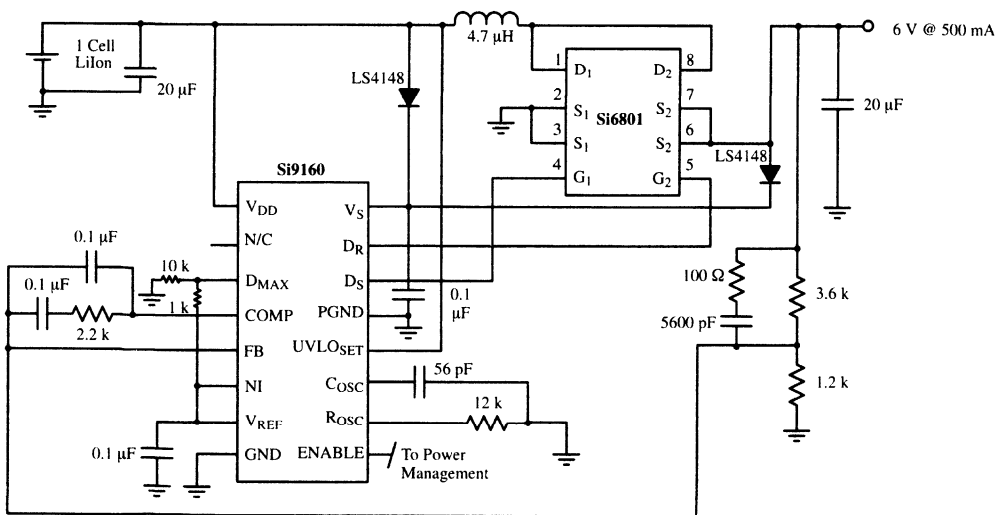 6 V @ 500 mA
4.7 µH
1 Cell
LiIon
20 µF
LS4148
1 D1 D2 8
2 S1 S2 7
Si6801
3 S1 S2 6
4 G1 G2 5
LS4148
20 µF
Si9160
VDD VS
N/C DR
DMAX DS
COMP PGND
FB UVLOSET
NI COSC
VREF ROSC
GND ENABLE
0.1 µF
0.1 µF
10 k
1 k
2.2 k
0.1 µF
0.1
µF
56 pF
12 k
To Power
Management
100 Ω
5600 pF
3.6 k
1.2 k